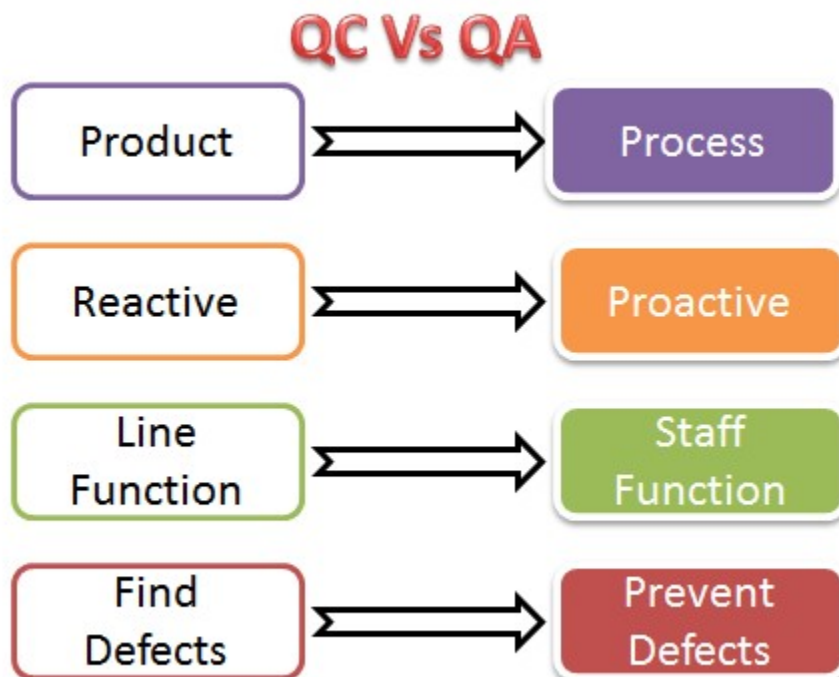 QC Vs QA
Product
Process
Reactive
Proactive
Line
Function
Staff
Function
Find
Defects
Prevent
Defects